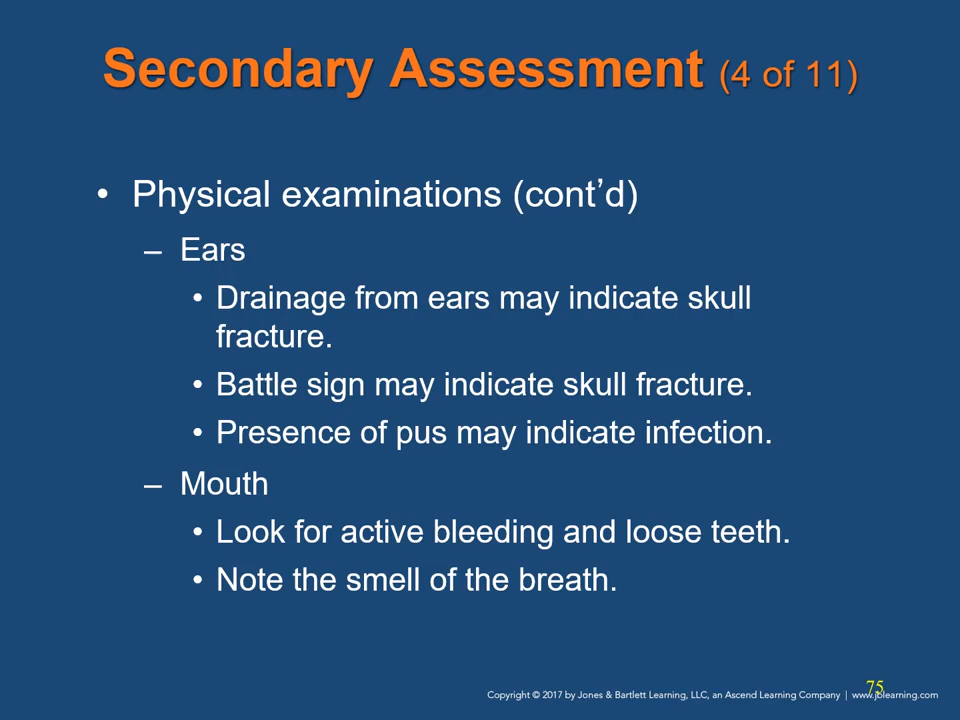 Secondary Assessment (4 of 11)
• Physical examinations (cont’d)
– Ears
• Drainage from ears may indicate skull
fracture.
• Battle sign may indicate skull fracture.
• Presence of pus may indicate infection.
– Mouth
• Look for active bleeding and loose teeth.
• Note the smell of the breath.
75
Copyright © 2017 by Jones & Bartlett Learning, LLC, an Ascend Learning Company | www.jblearning.com